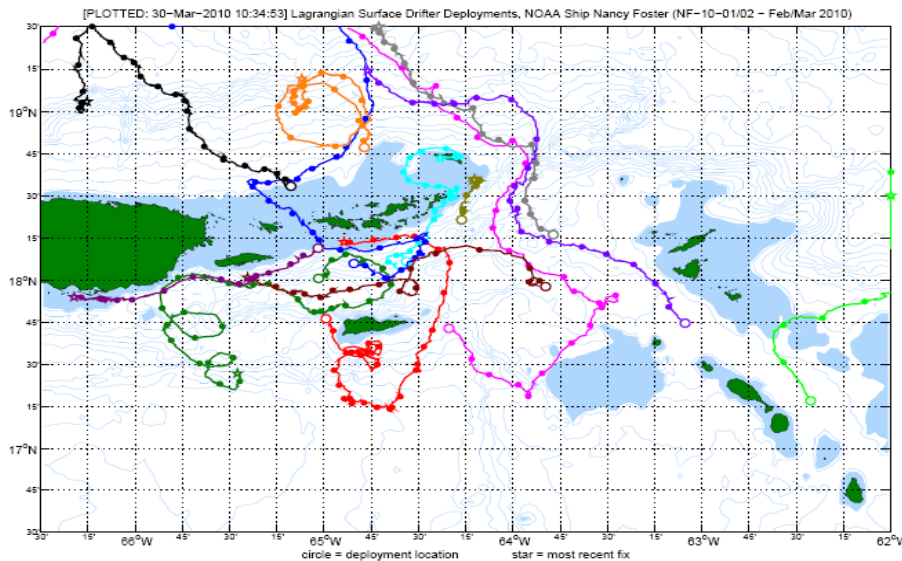 [PLOTTED: 30-Mar-2010 10:34:53] Lagrangian Surface Drifter Deployments, NOAA Ship Nancy Foster (NF-10-01/02 − Feb/Mar 2010)
30'
15'
19°N
45'
30'
15'
18°N
45'
30'
15'
17°N
45'
30'
30' 15' 66°W 45' 30' 15' 65°W 45' 30' 15' 64°W 45' 30' 15' 63°W 45' 30' 15' 62°W
circle = deployment location star = most recent fix